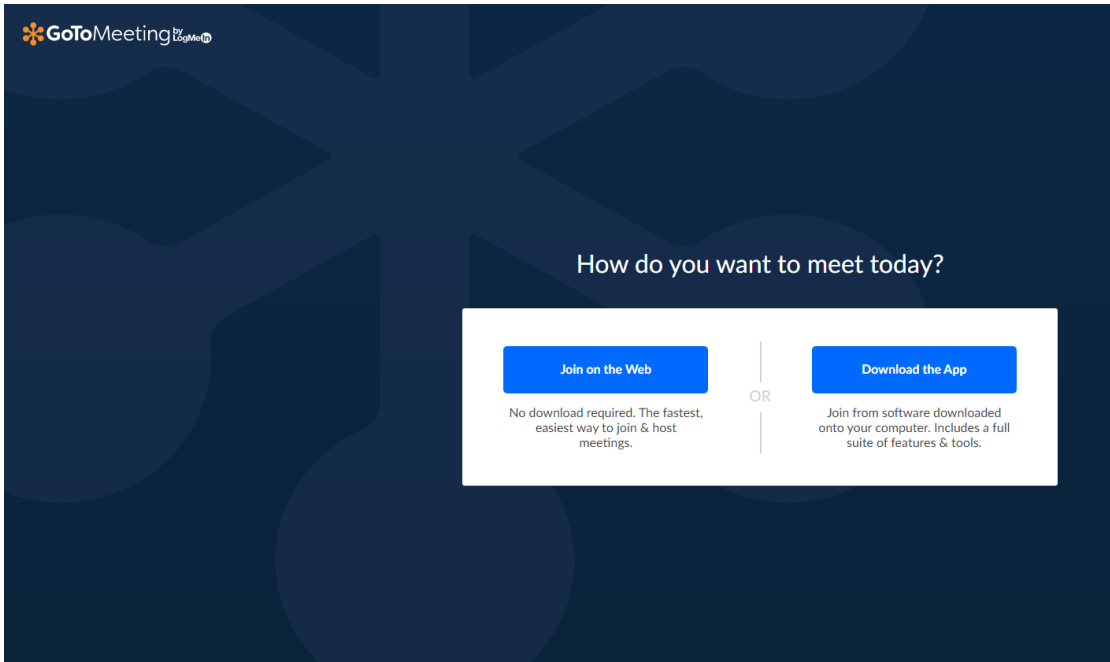 GoToMeeting by LogMeIn
How do you want to meet today?
Join on the Web
No download required. The fastest,
easiest way to join & host
meetings.
OR
Download the App
Join from software downloaded
onto your computer. Includes a full
suite of features & tools.